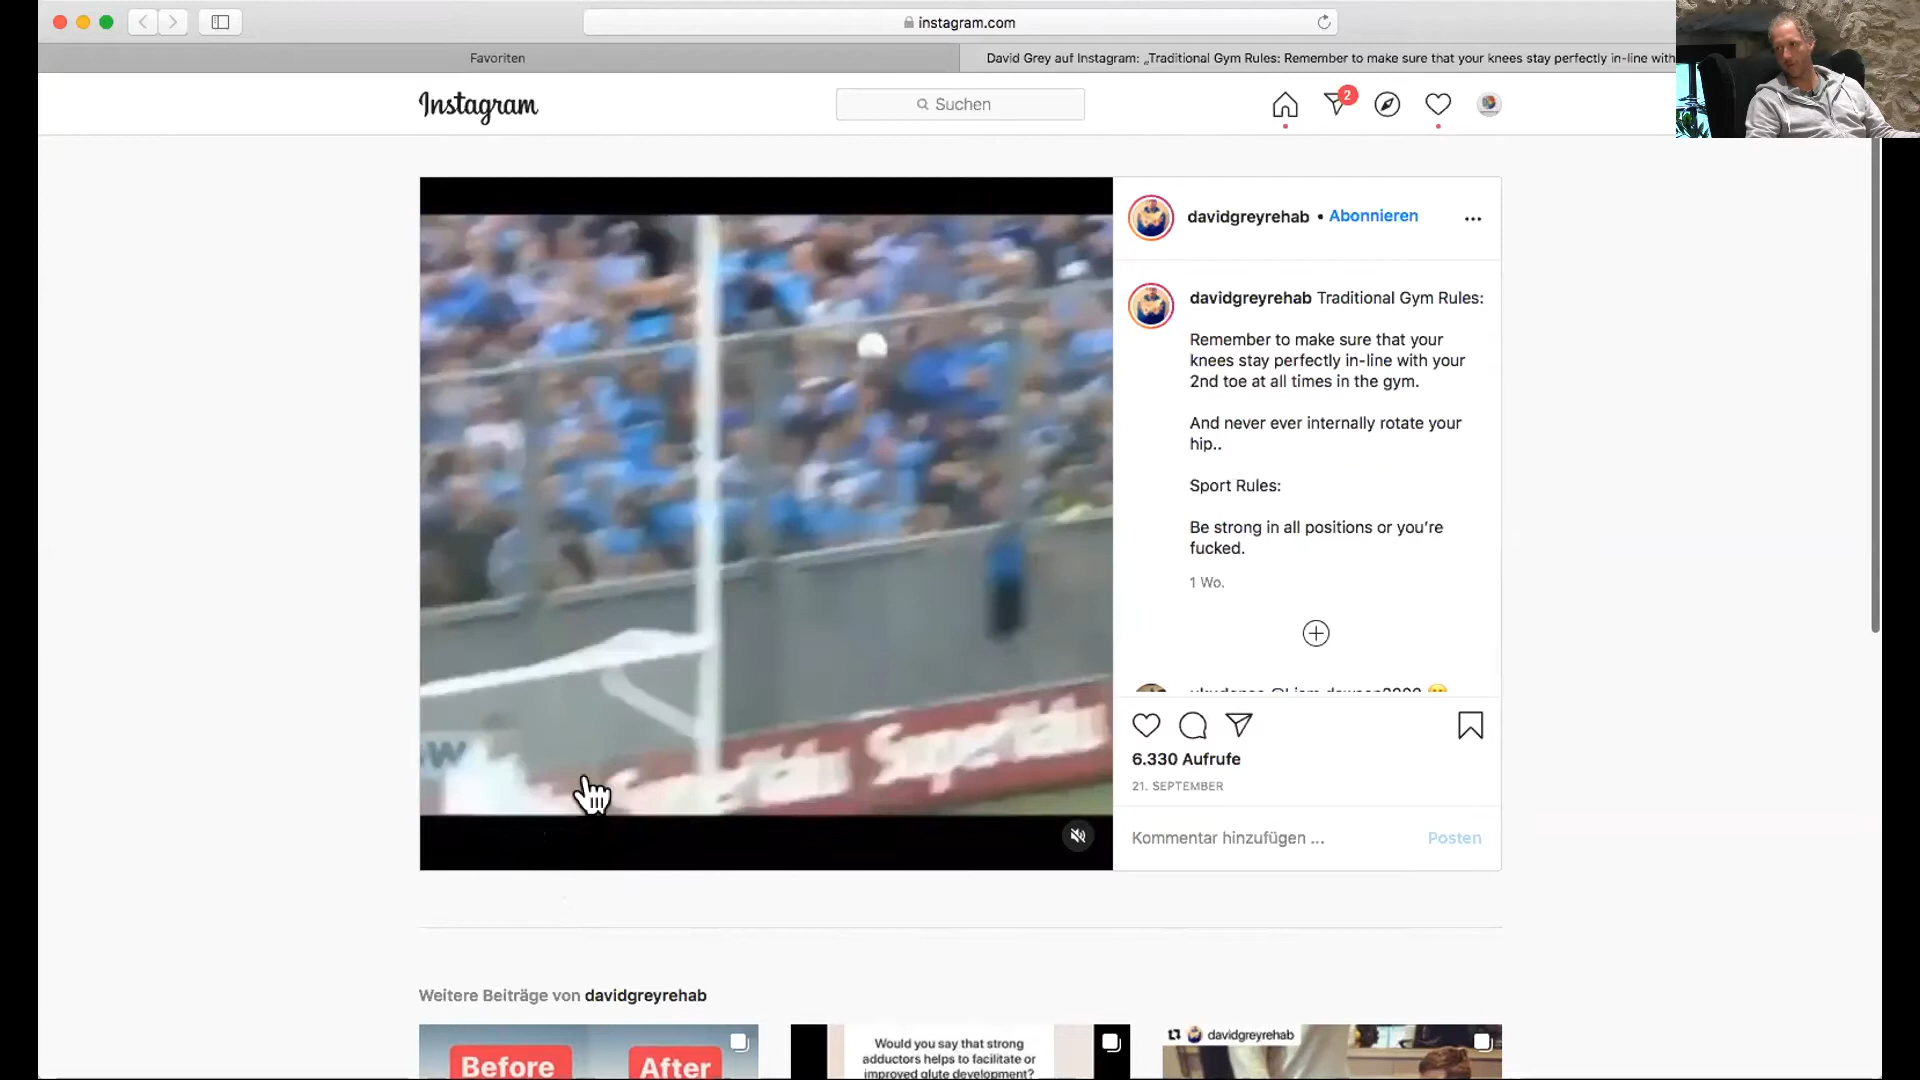 instagram.com
Favoriten
David Grey auf Instagram: „Traditional Gym Rules: Remember to make sure that your knees stay perfectly in-line with
Instagram
Suchen
2
davidgreyrehab • Abonnieren
davidgreyrehab Traditional Gym Rules:
Remember to make sure that your
knees stay perfectly in-line with your
2nd toe at all times in the gym.
And never ever internally rotate your
hip..
Sport Rules:
Be strong in all positions or you're
fucked.
1 Wo.
SuperValu SuperValu
6.330 Aufrufe
21. SEPTEMBER
Kommentar hinzufügen ...
Posten
Weitere Beiträge von davidgreyrehab
Before
After
Would you say that strong
adductors helps to facilitate or
improved glute development?
davidgreyrehab